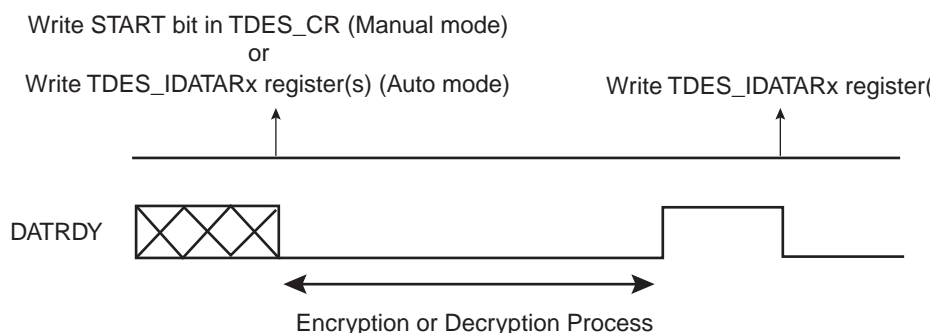 Write START bit in TDES_CR (Manual mode)
or
Write TDES_IDATARx register(s) (Auto mode)
Write TDES_IDATARx register(
DATRDY
Encryption or Decryption Process